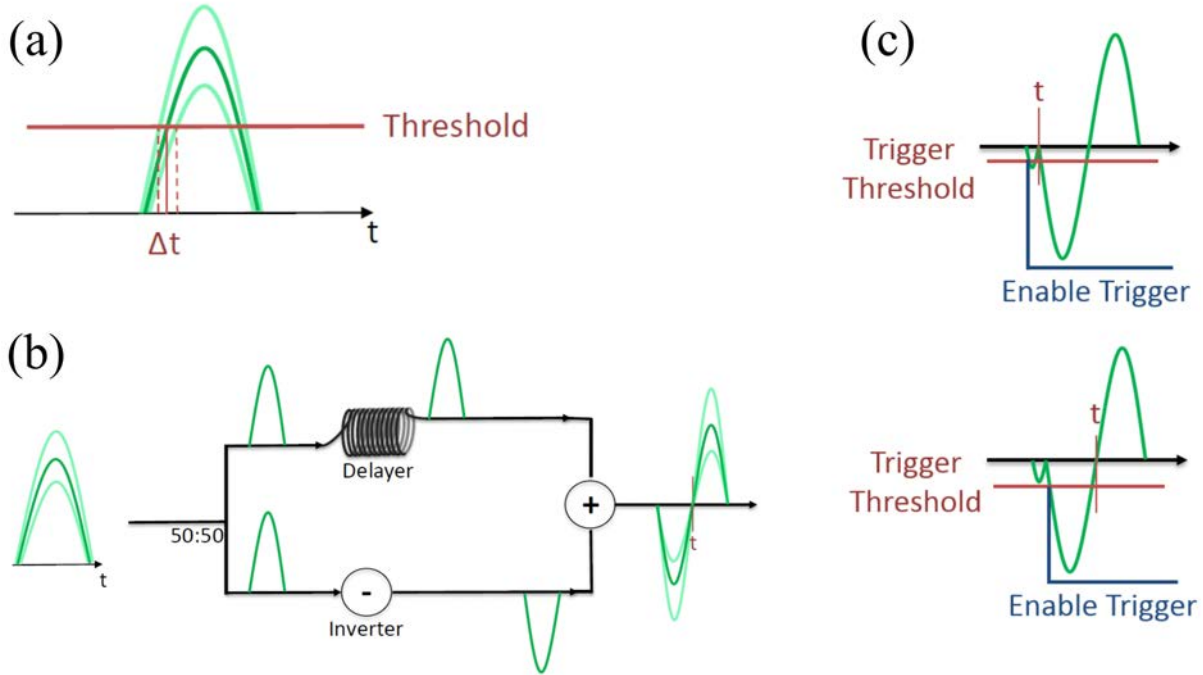 (a)
Threshold
t
Δt
(b)
t
50:50
Delayer
-
Inverter
+
t
(c)
t
Trigger
Threshold
Enable Trigger
t
Trigger
Threshold
Enable Trigger